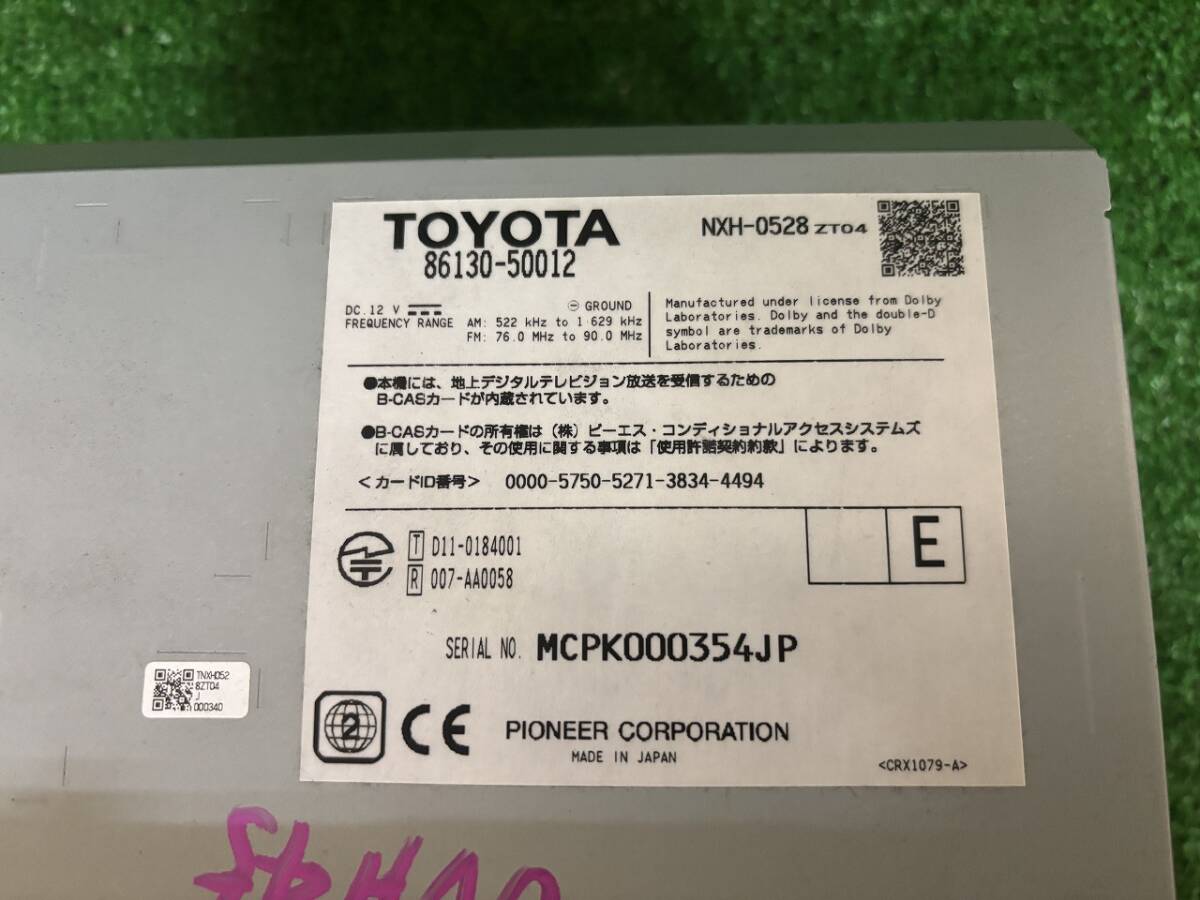 TOYOTA
86130-50012
NXH-0528 ZT04
DC.12 V
GROUND
FREQUENCY RANGE AM: 522 kHz to 1 629 kHz
FM: 76.0 MHz to 90.0 MHz
Manufactured under license from Dolby
Laboratories. Dolby and the double-D
symbol are trademarks of Dolby
Laboratories.
●本機には、地上デジタルテレビジョン放送を受信するための
B-CASカードが内蔵されています。
●B-CASカードの所有権は(株)ビーエス・コンディショナルアクセスシステムズ
に属しており、その使用に関する事項は「使用許諾契約約款」によります。
<カードID番号> 0000-5750-5271-3834-4494
T D11-0184001
R 007-AA0058
E
SERIAL NO. MCPK000354JP
TNXH052
8ZT04
J
000340
2
CE
PIONEER CORPORATION
MADE IN JAPAN
<CRX1079-A>